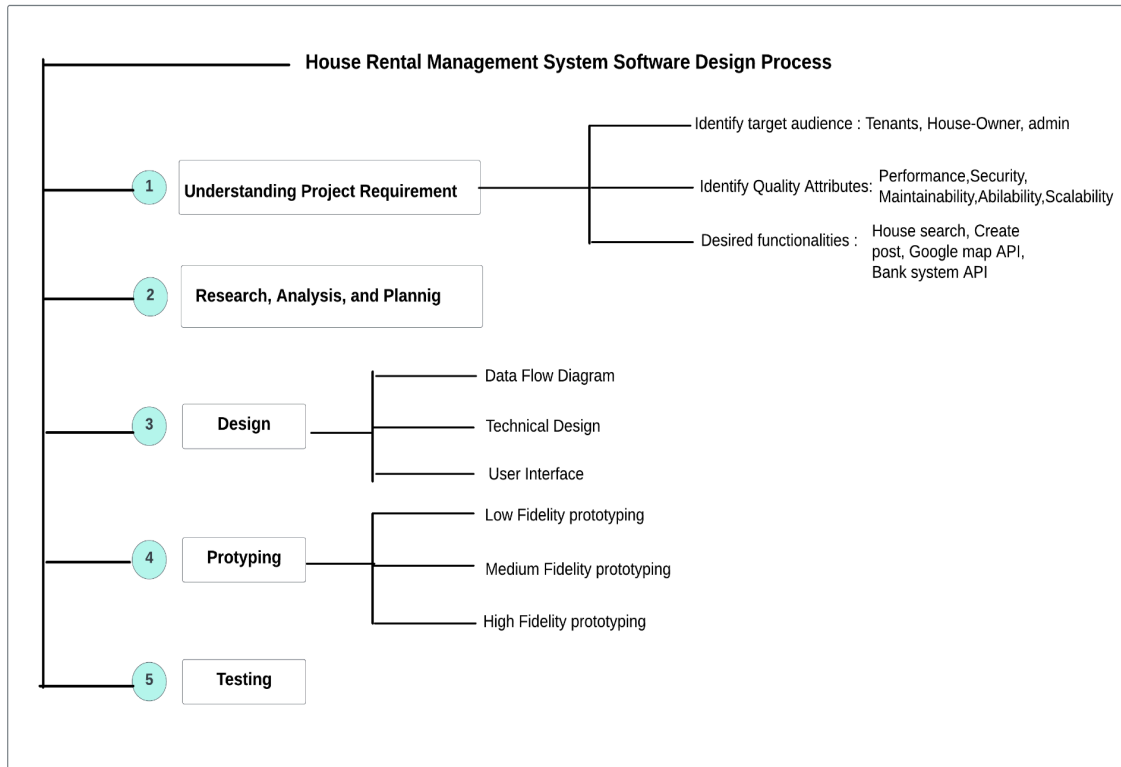 House Rental Management System Software Design Process
Identify target audience : Tenants, House-Owner, admin
1
Understanding Project Requirement
Identify Quality Attributes:
Performance,Security,
Maintainability,Abilability,Scalability
Desired functionalities :
House search, Create
post, Google map API,
Bank system API
2
Research, Analysis, and Plannig
Data Flow Diagram
3
Design
Technical Design
User Interface
Low Fidelity prototyping
4
Protyping
Medium Fidelity prototyping
High Fidelity prototyping
5
Testing